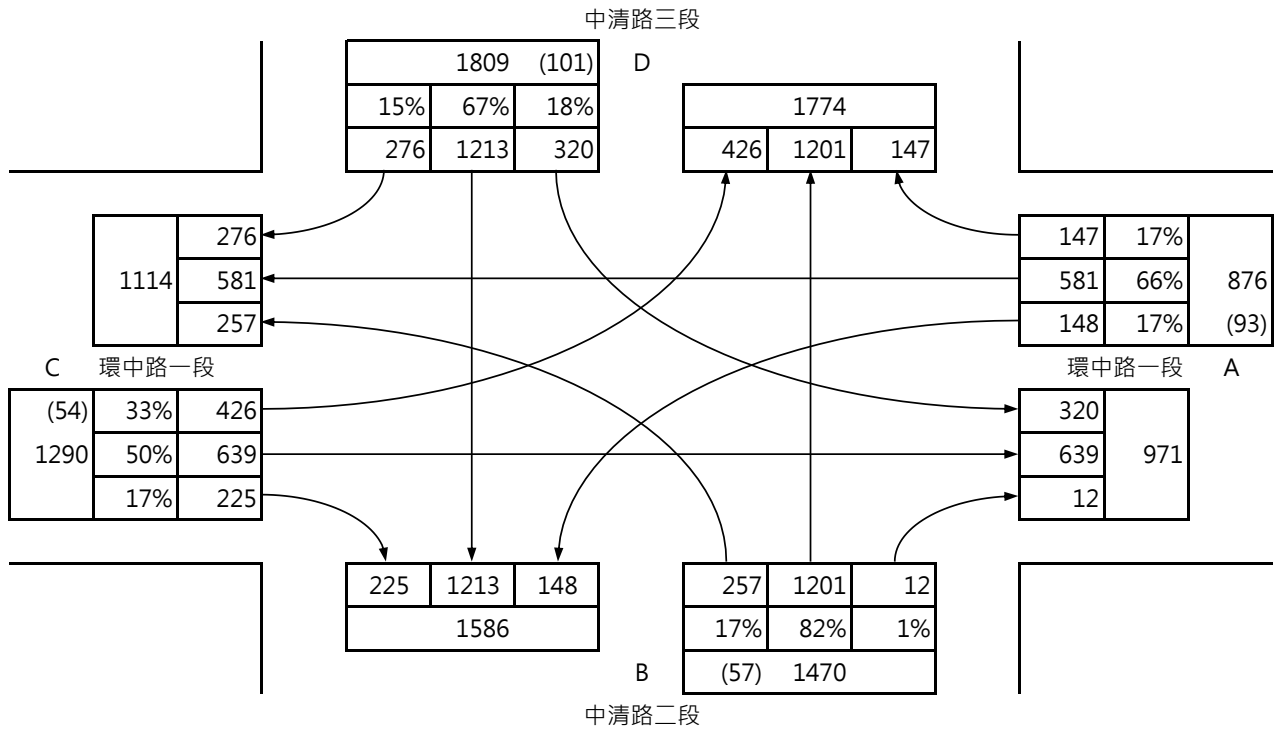 中清路三段
1809 (101) D
15% 67% 18% 1774
276 1213 320 426 1201 147
276 147 17%
1114 581 581 66% 876
257 148 17% (93)
C 環中路一段 環中路一段 A
(54) 33% 426 320
1290 50% 639 639 971
17% 225 12
225 1213 148 257 1201 12
1586 17% 82% 1%
B (57) 1470
中清路二段